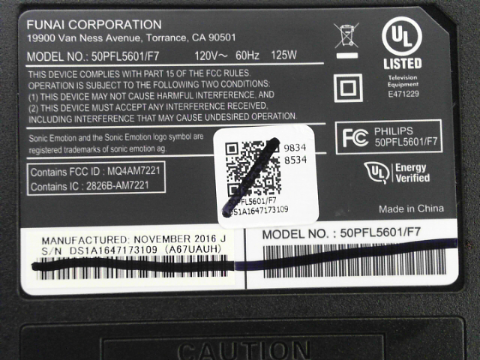 FUNAI CORPORATION
19900 Van Ness Avenue, Torrance, CA 90501
MODEL NO. : 50PFL5601/F7 120V~ 60Hz 125W
THIS DEVICE COMPLIES WITH PART 15 OF THE FCC RULES.
OPERATION IS SUBJECT TO THE FOLLOWING TWO CONDITIONS:
(1) THIS DEVICE MAY NOT CAUSE HARMFUL INTERFERENCE, AND
(2) THIS DEVICE MUST ACCEPT ANY INTERFERENCE RECEIVED,
INCLUDING INTERFERENCE THAT MAY CAUSE UNDESIRED OPERATION.
Sonic Emotion and the Sonic Emotion logo symbol are
registered trademarks of sonic emotion ag.
Contains FCC ID : MQ4AM7221
Contains IC : 2826B-AM7221
UL
LISTED
Television
Equipment
E471229
FC PHILIPS
50PFL5601/F7
UL Energy
Verified
Made in China
9834
8534
PFL5601/F7
DS1A1647173109
MANUFACTURED: NOVEMBER 2016 J
S/N DS1A1647173109 (A67UAUH)
MODEL NO. : 50PFL5601/F7
CAUTION